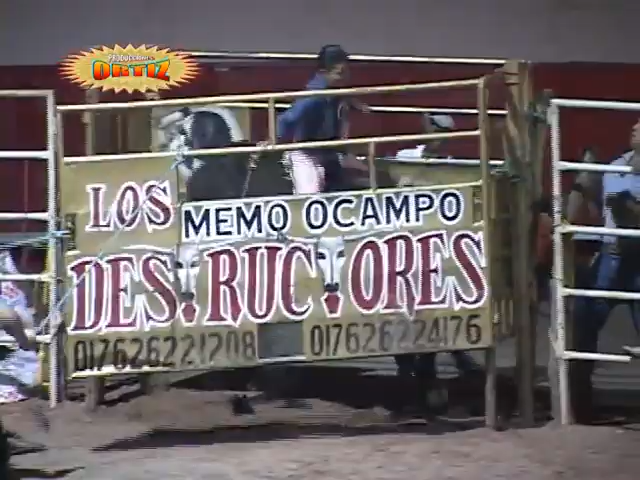 PRODUCCIONES
ORTIZ
LOS
MEMO OCAMPO
DESTRUCTORES
017626221208 017626224176